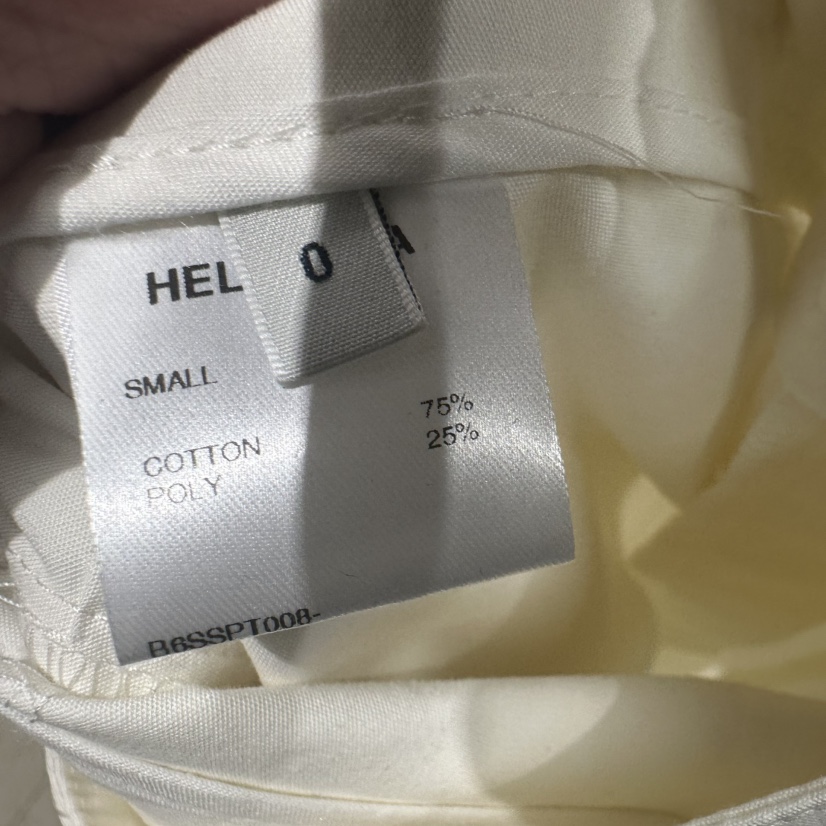 HEL
0
A
SMALL
COTTON 75%
POLY 25%
B6SSPT008-